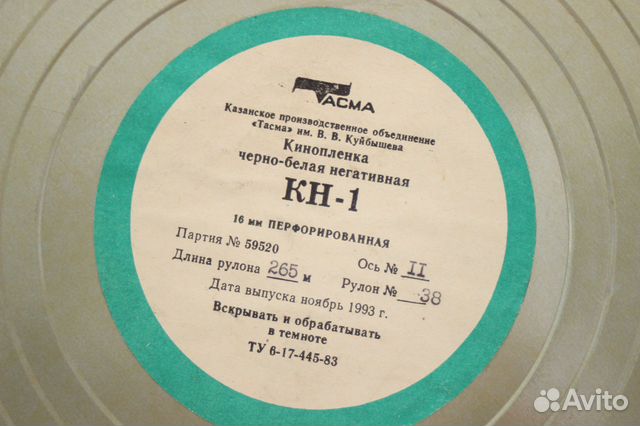 ТАСМА
Казанское производственное объединение
«Тасма» им. В. В. Куйбышева
Кинопленка
черно-белая негативная
КН-1
16 мм ПЕРФОРИРОВАННАЯ
Партия № 59520 Ось № II
Длина рулона 265 м Рулон № 38
Дата выпуска ноябрь 1993 г.
Вскрывать и обрабатывать
в темноте
ТУ 6-17-445-83
Avito